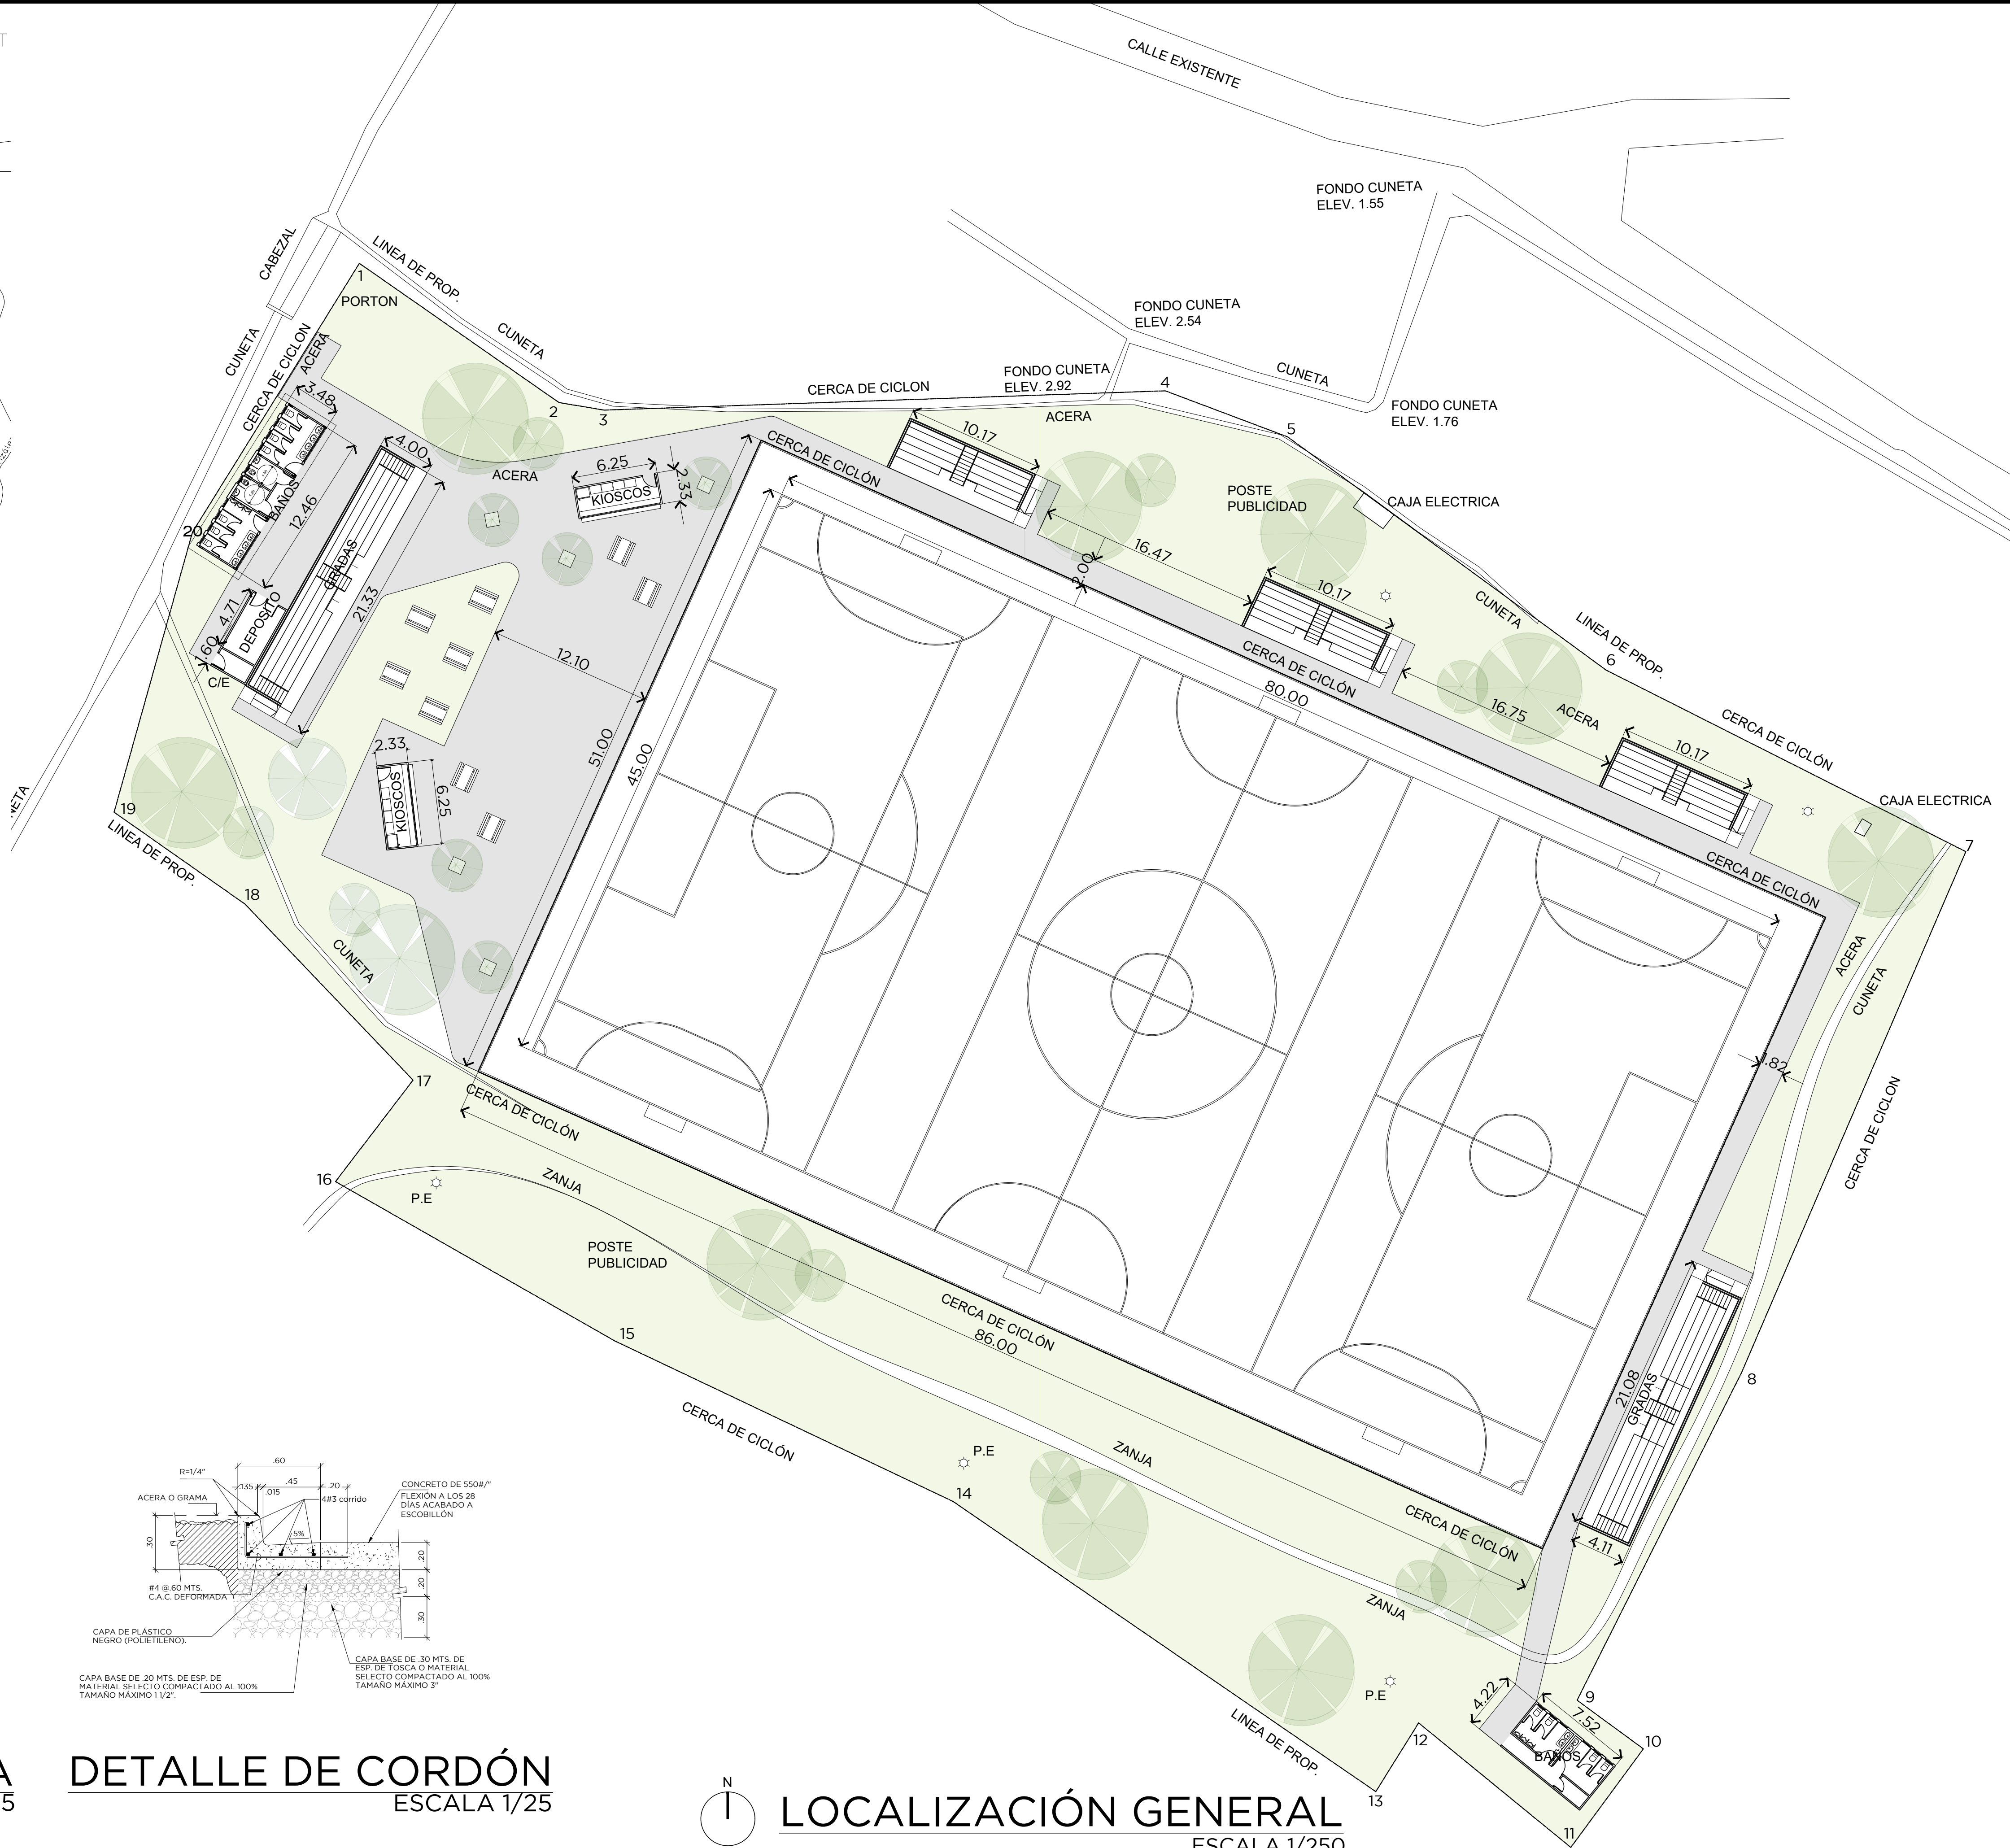 CALLE EXISTENTE
FONDO CUNETA
ELEV. 1.55
CABEZAL
LINEA DE PROP.
1
PORTON
CUNETA
CUNETA
CERCA DE CICLON
ACERA
FONDO CUNETA
ELEV. 2.54
CUNETA
FONDO CUNETA
ELEV. 2.92
CERCA DE CICLON
4
ACERA
FONDO CUNETA
ELEV. 1.76
2
3
5
3.48
4.00
ACERA
6.25
KIOSCOS
2.33
CERCA DE CICLÓN
10.17
POSTE
PUBLICIDAD
CAJA ELECTRICA
16.47
2.00
20
BAÑOS
12.46
GRADAS
21.33
4.71
DEPOSITO
1.60
C/E
12.10
10.17
CERCA DE CICLÓN
80.00
CUNETA
LINEA DE PROP.
6
16.75
ACERA
CERCA DE CICLÓN
10.17
CAJA ELECTRICA
7
CERCA DE CICLÓN
2.33
KIOSCOS
6.25
51.00
45.00
19
LINEA DE PROP.
18
CUNETA
ACERA
CUNETA
1.82
CERCA DE CICLON
17
CERCA DE CICLÓN
16
P.E
ZANJA
POSTE
PUBLICIDAD
CERCA DE CICLÓN
86.00
15
CERCA DE CICLÓN
8
21.08
GRADAS
P.E
ZANJA
14
CERCA DE CICLÓN
4.11
ZANJA
P.E
LINEA DE PROP.
4.22
9
7.52
10
BAÑOS
12
13
11
.60
R=1/4"
.135
.45
.20
.015
4#3 corrido
ACERA O GRAMA
CONCRETO DE 550#/"
FLEXIÓN A LOS 28
DÍAS ACABADO A
ESCOBILLÓN
.5%
.30
.20
.20
.30
#4 @.60 MTS.
C.A.C. DEFORMADA
CAPA DE PLÁSTICO
NEGRO (POLIETILENO).
CAPA BASE DE .30 MTS. DE
ESP. DE TOSCA O MATERIAL
SELECTO COMPACTADO AL 100%
TAMAÑO MÁXIMO 3"
CAPA BASE DE .20 MTS. DE ESP. DE
MATERIAL SELECTO COMPACTADO AL 100%
TAMAÑO MÁXIMO 1 1/2".
A
5
DETALLE DE CORDÓN
ESCALA 1/25
N
LOCALIZACIÓN GENERAL
ESCALA 1/250